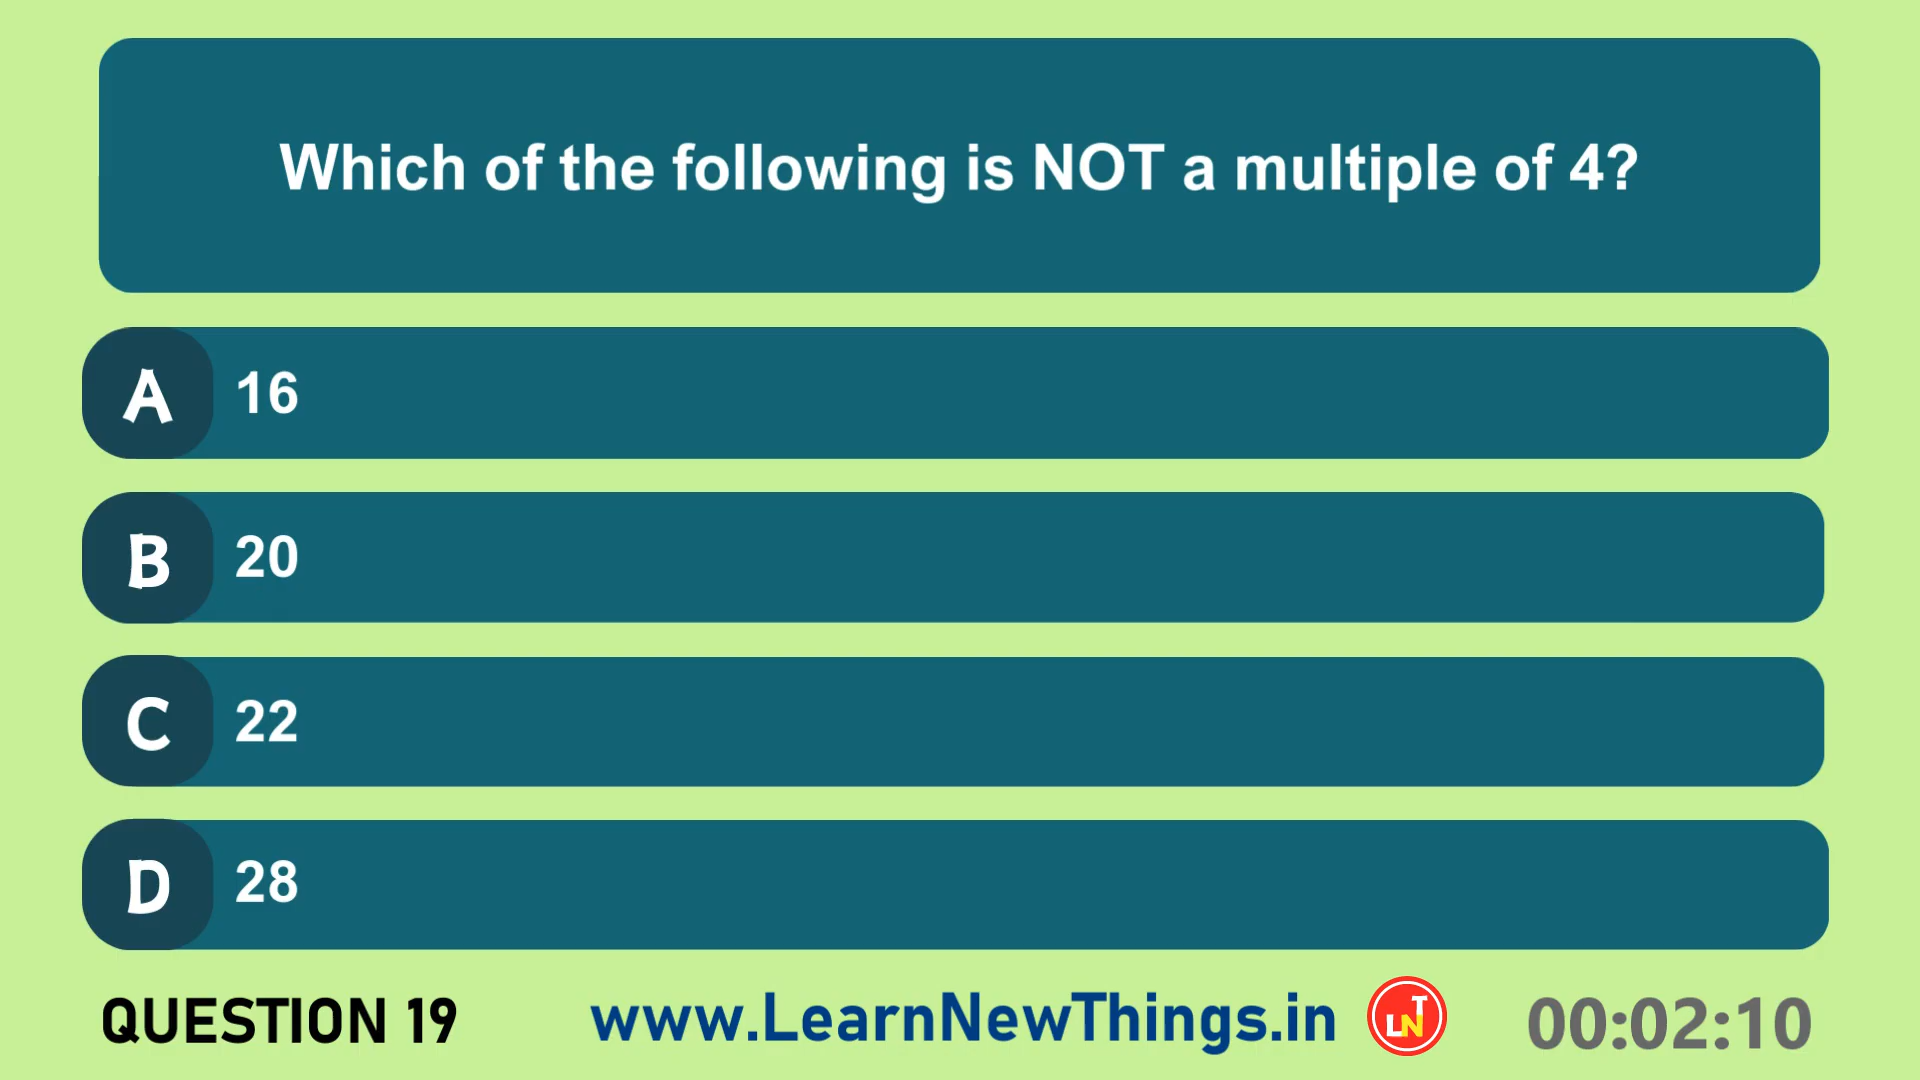 Which of the following is NOT a multiple of 4?
A 16
B 20
C 22
D 28
QUESTION 19 www.LearnNewThings.in LNT 00:02:10